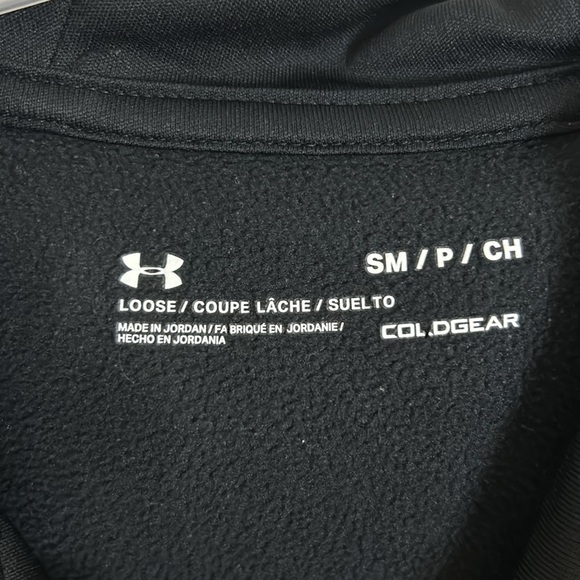 SM / P / CH
LOOSE / COUPE LÂCHE / SUELTO
MADE IN JORDAN / FABRIQUÉ EN JORDANIE /
HECHO EN JORDANIA
COLDGEAR